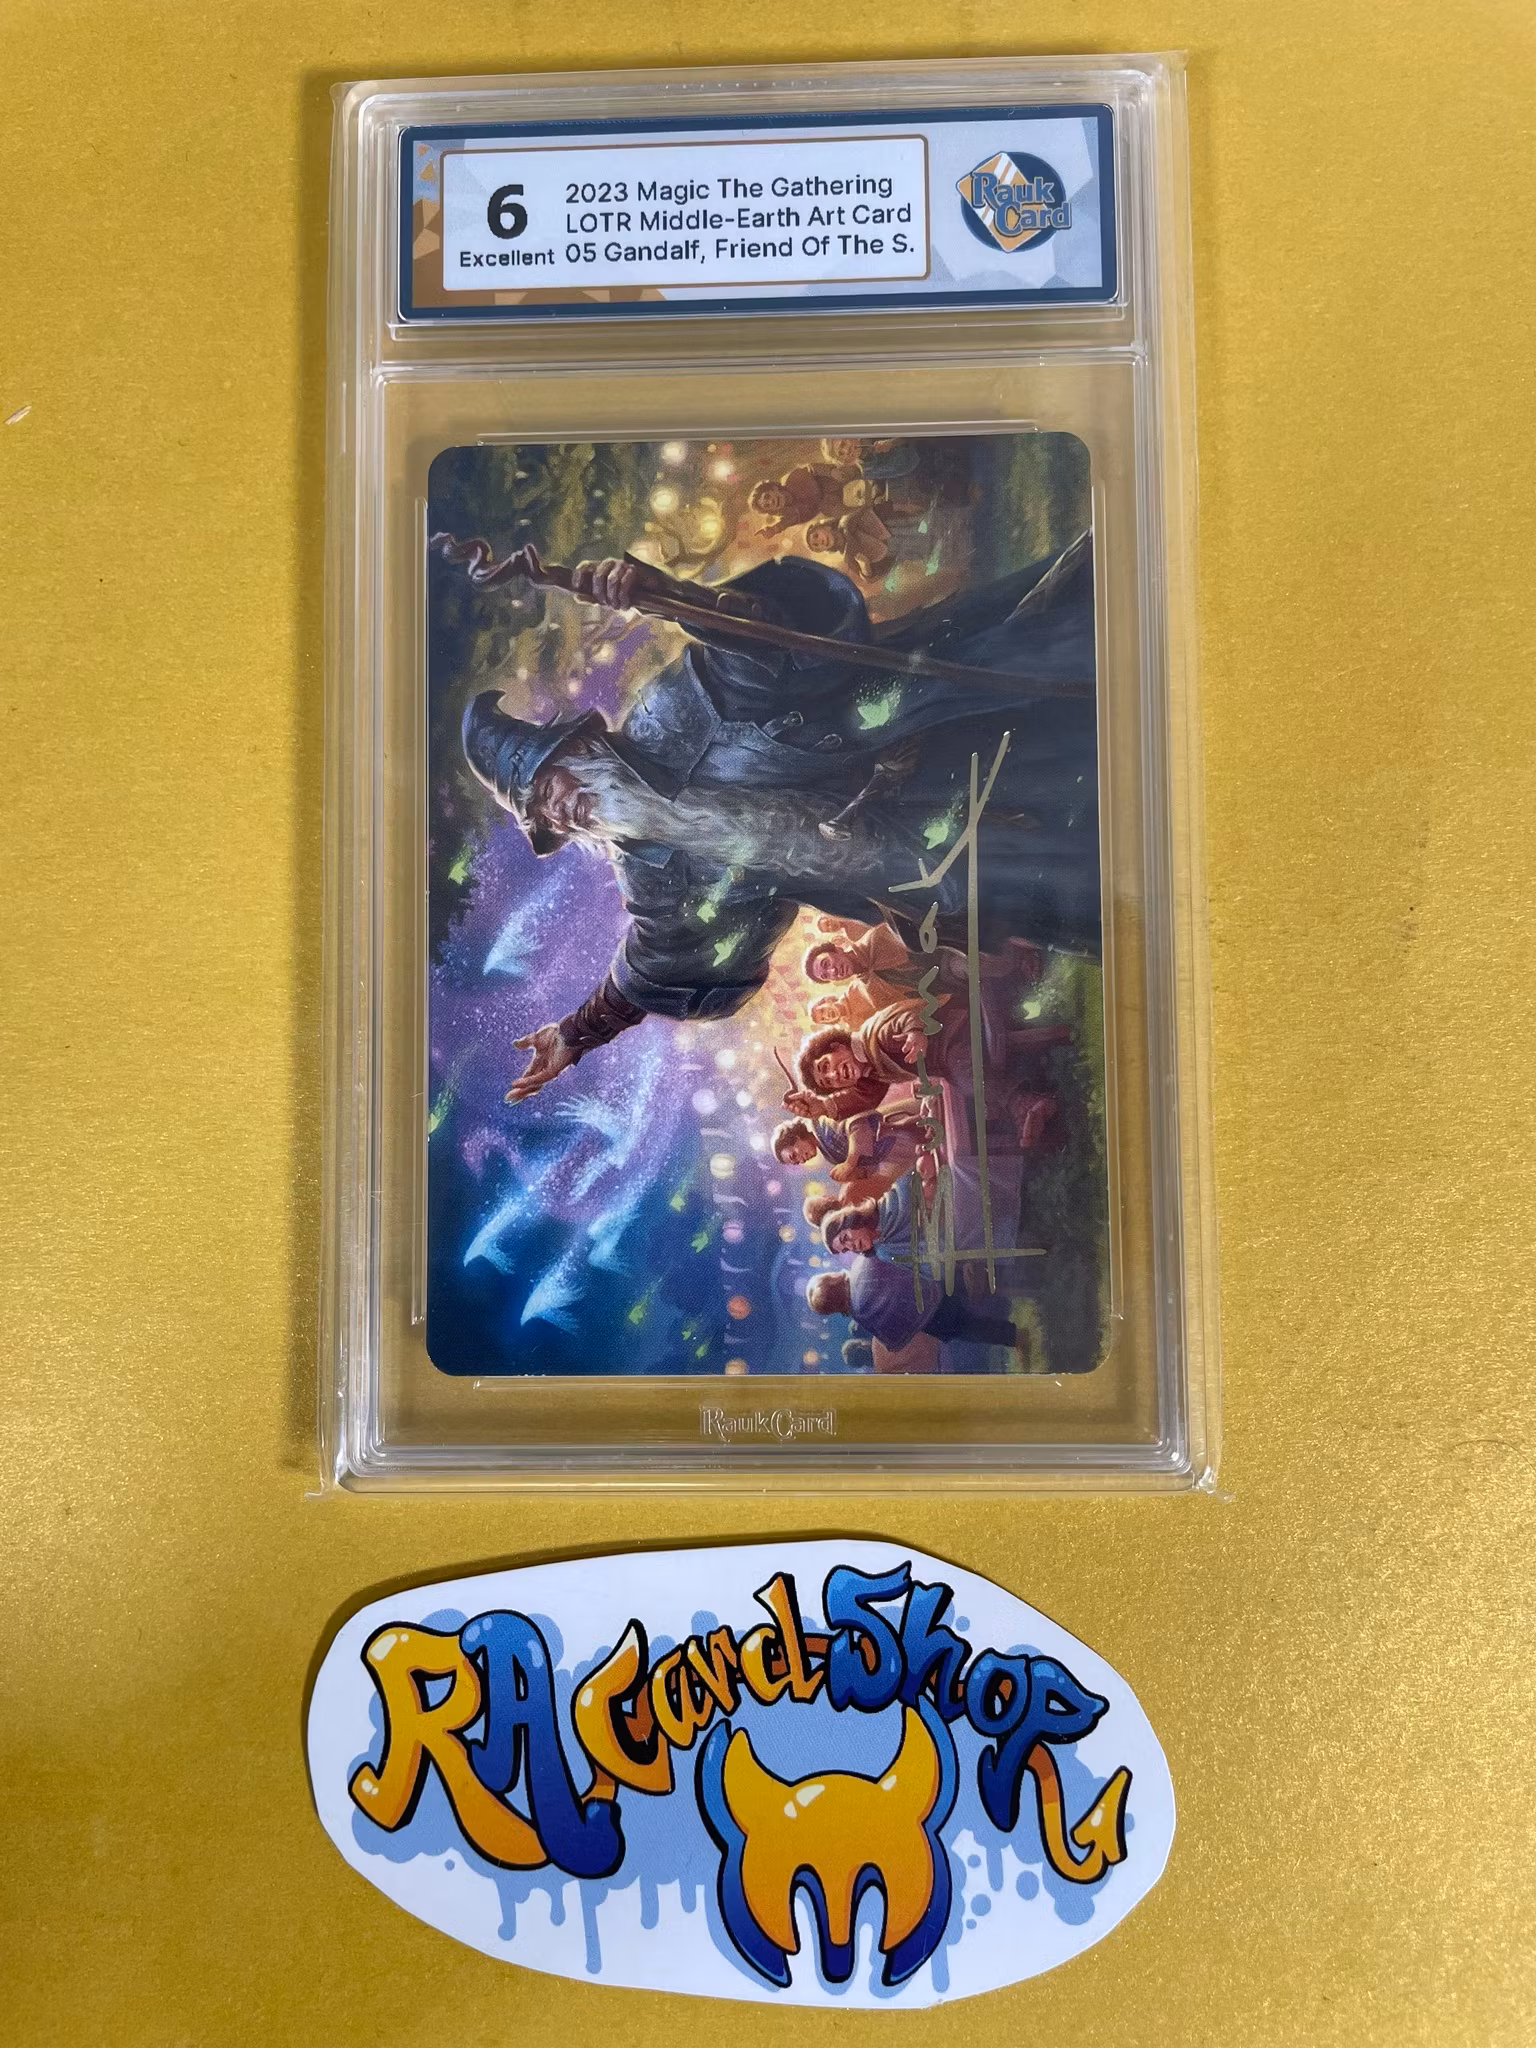 6
Excellent
2023 Magic The Gathering
LOTR Middle-Earth Art Card
05 Gandalf, Friend Of The S.
Rauk
Card
Burmak
RaukCard
RA CardShop